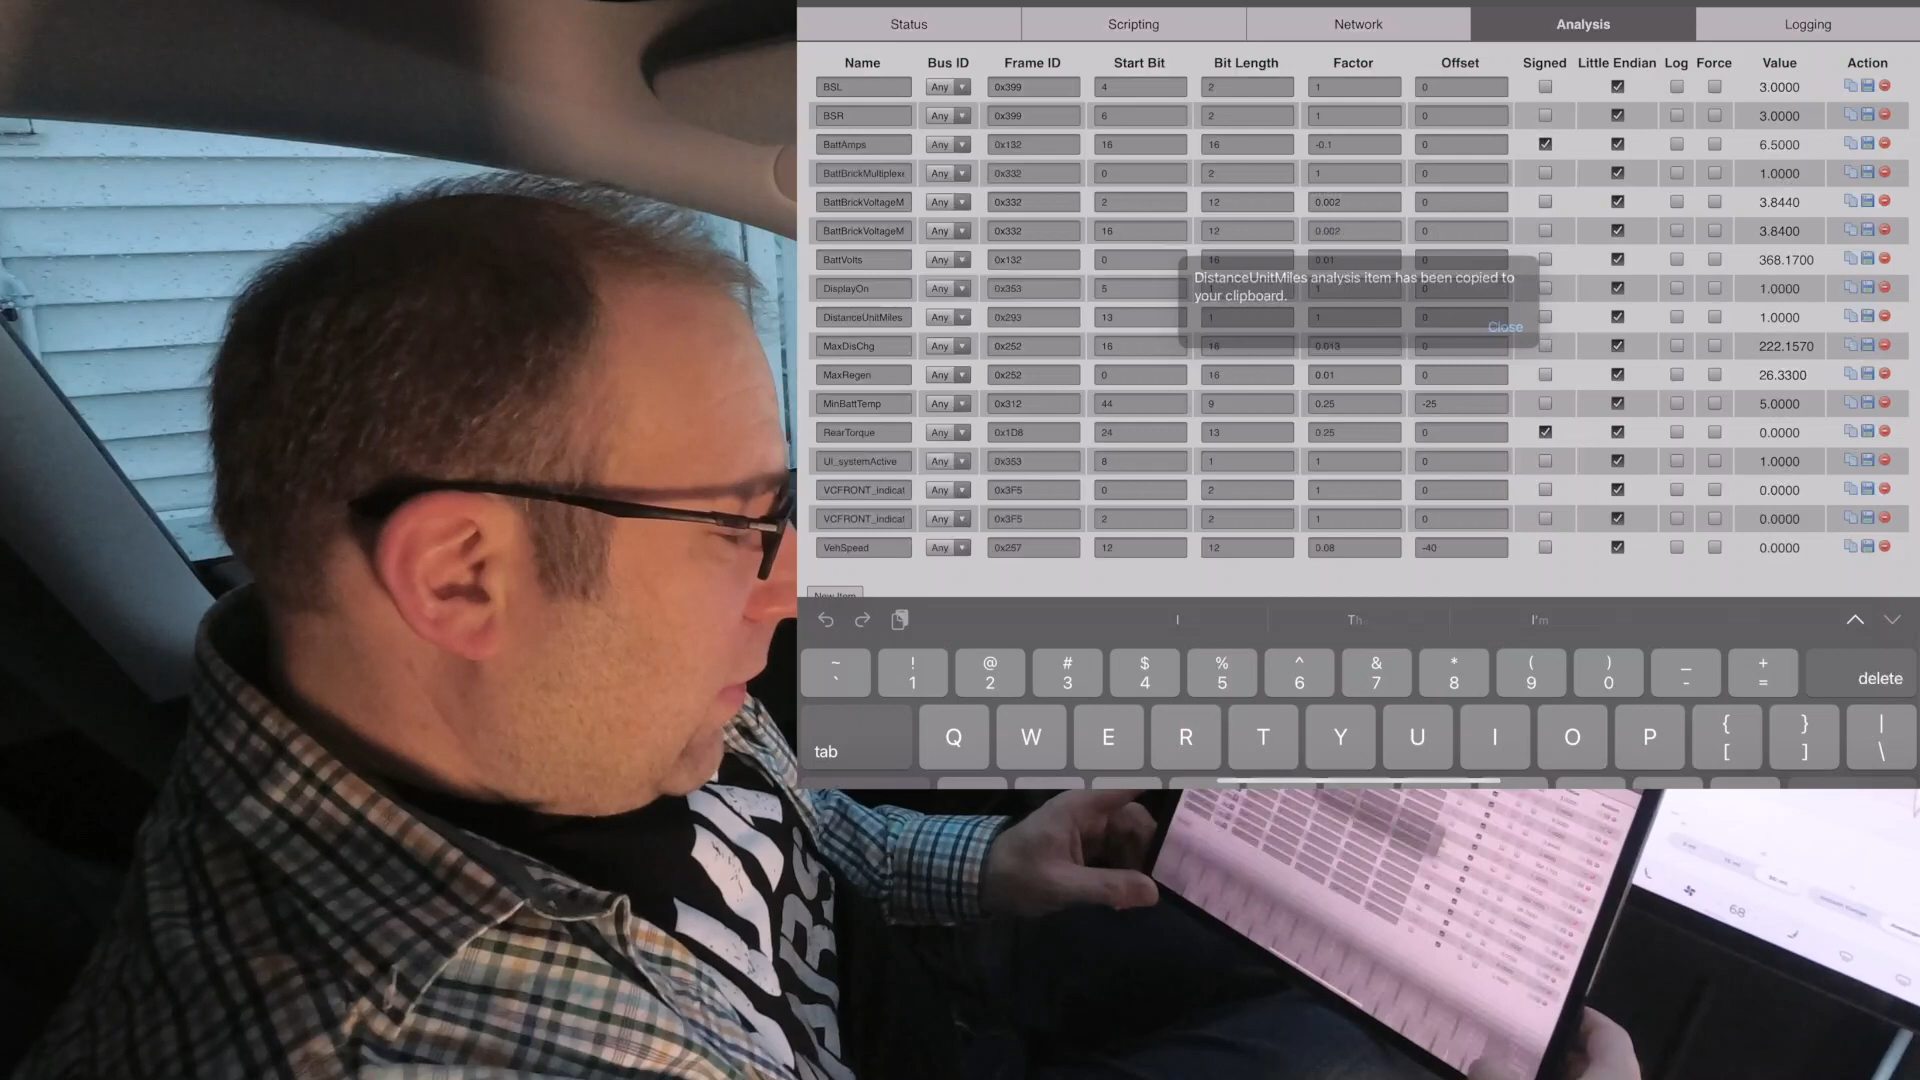 Status Scripting Network Analysis Logging
Name Bus ID Frame ID Start Bit Bit Length Factor Offset Signed Little Endian Log Force Value Action
BSL Any 0x399 4 2 1 0 3.0000
BSR Any 0x399 6 2 1 0 3.0000
BattAmps Any 0x132 16 16 -0.1 0 6.5000
BattBrickMultiplexe Any 0x332 0 2 1 0 1.0000
BattBrickVoltageM Any 0x332 2 12 0.002 0 3.8440
BattBrickVoltageM Any 0x332 16 12 0.002 0 3.8400
BattVolts Any 0x132 0 16 0.01 0 368.1700
DistanceUnitMiles analysis item has been copied to
your clipboard.
Close
DisplayOn Any 0x353 5 1 1 0 1.0000
DistanceUnitMiles Any 0x293 13 1 1 0 1.0000
MaxDisChg Any 0x252 16 16 0.013 0 222.1570
MaxRegen Any 0x252 0 16 0.01 0 26.3300
MinBattTemp Any 0x312 44 9 0.25 -25 5.0000
RearTorque Any 0x1D8 24 13 0.25 0 0.0000
UI_systemActive Any 0x353 8 1 1 0 1.0000
VCFRONT_indicat Any 0x3F5 0 2 1 0 0.0000
VCFRONT_indicat Any 0x3F5 2 2 1 0 0.0000
VehSpeed Any 0x257 12 12 0.08 -40 0.0000
New Item
I Th I'm
~ ! @ # $ % ^ & * ( ) _ +
` 1 2 3 4 5 6 7 8 9 0 - = delete
tab Q W E R T Y U I O P { } |
[ ] \
68